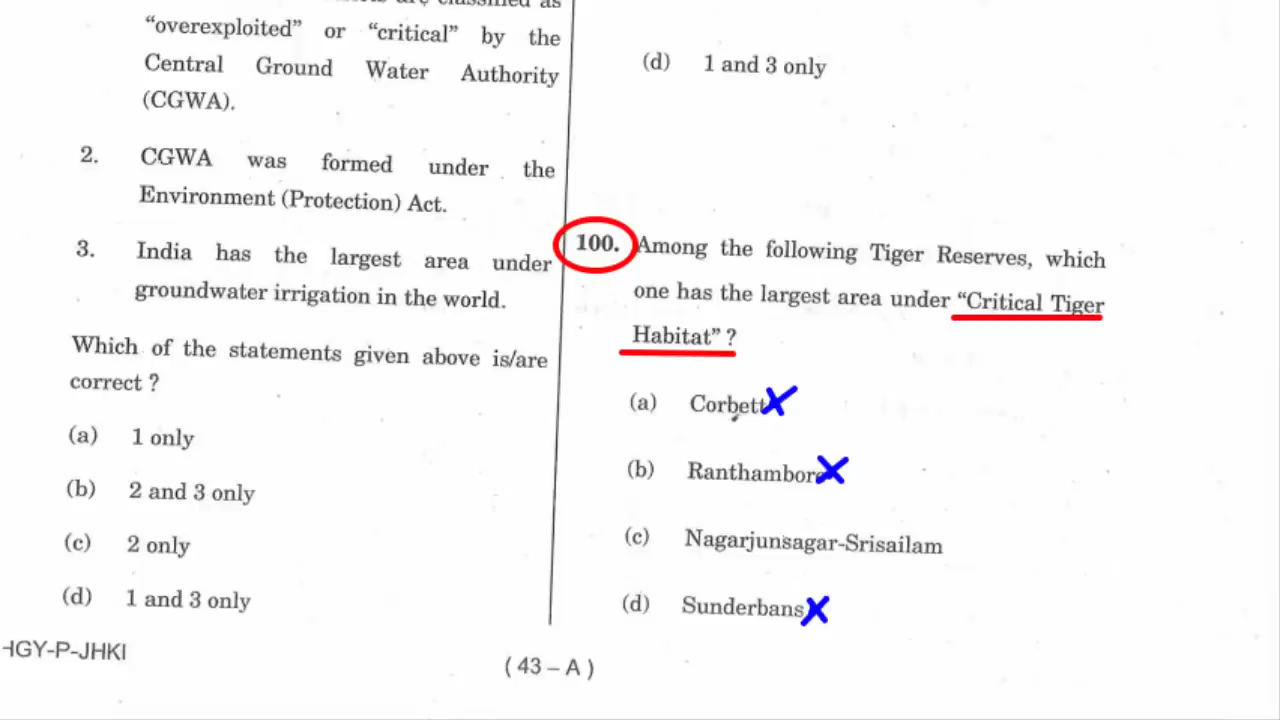 "overexploited" or "critical" by the
Central Ground Water Authority
(CGWA).
2. CGWA was formed under the
Environment (Protection) Act.
3. India has the largest area under
groundwater irrigation in the world.
Which of the statements given above is/are
correct ?
(a) 1 only
(b) 2 and 3 only
(c) 2 only
(d) 1 and 3 only
(d) 1 and 3 only
100. Among the following Tiger Reserves, which
one has the largest area under "Critical Tiger
Habitat" ?
(a) Corbett
(b) Ranthambore
(c) Nagarjunsagar-Srisailam
(d) Sunderbans
HGY-P-JHKI
( 43 – A )